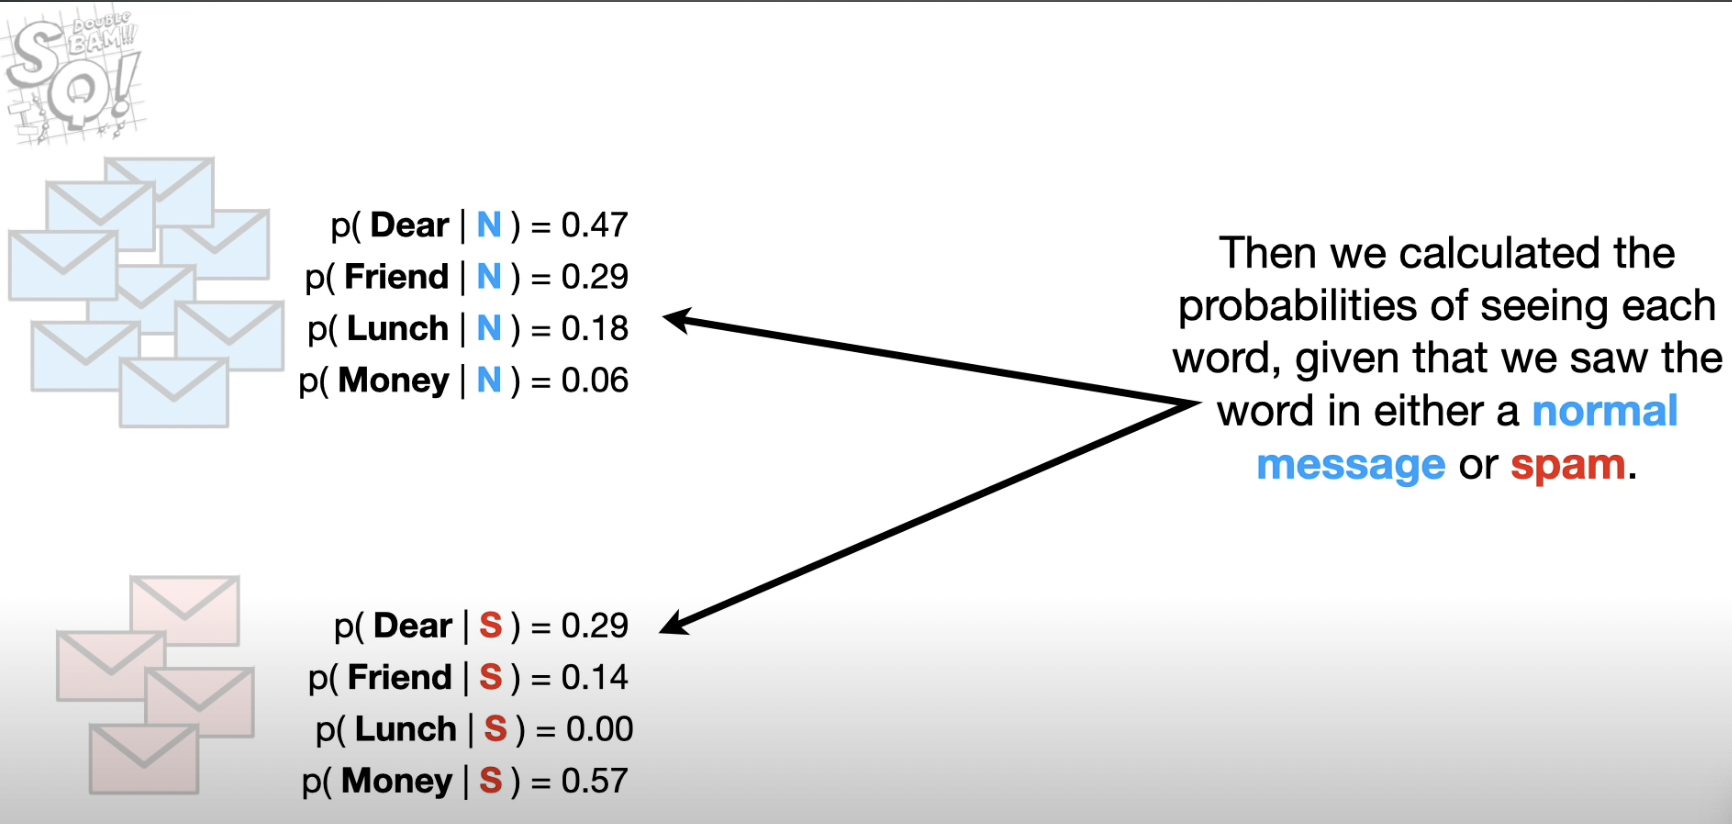 DOUBLE
BAM!!!
SQ!
p( Dear | N ) = 0.47
p( Friend | N ) = 0.29
p( Lunch | N ) = 0.18
p( Money | N ) = 0.06
Then we calculated the
probabilities of seeing each
word, given that we saw the
word in either a normal
message or spam.
p( Dear | S ) = 0.29
p( Friend | S ) = 0.14
p( Lunch | S ) = 0.00
p( Money | S ) = 0.57